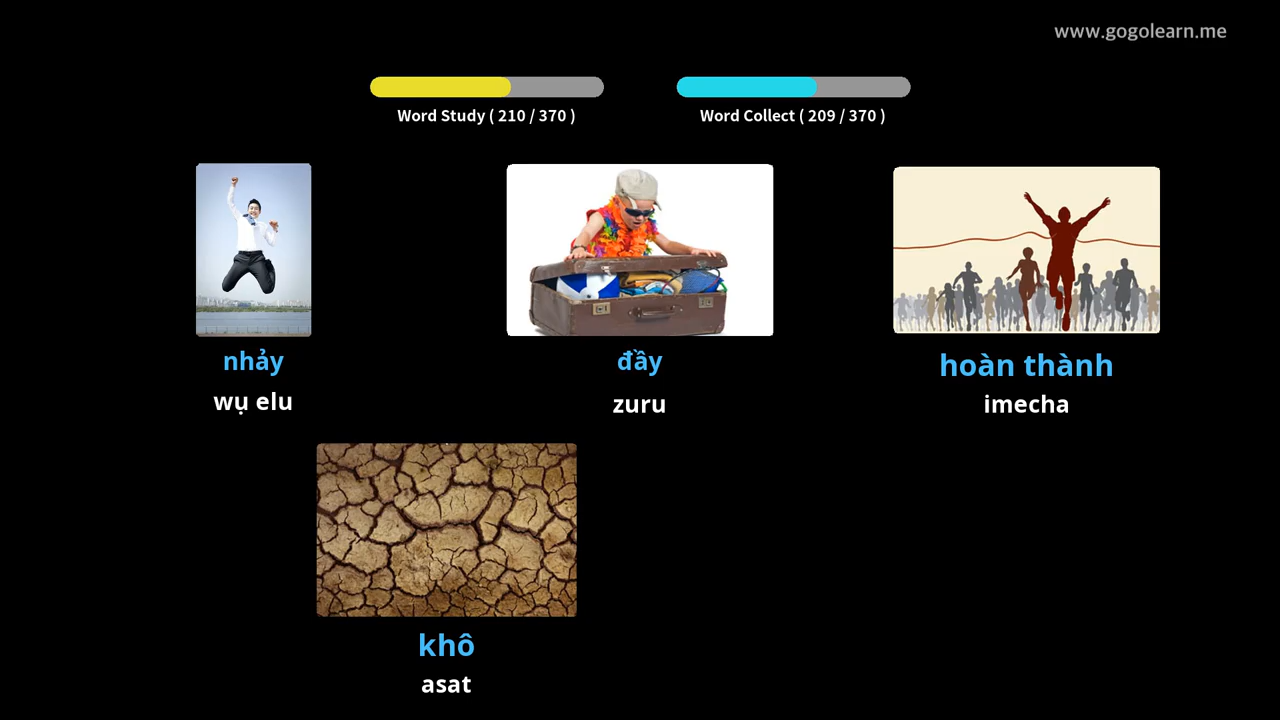 www.gogolearn.me
Word Study ( 210 / 370 )
Word Collect ( 209 / 370 )
nhảy
wụ elu
đầy
zuru
hoàn thành
imecha
khô
asat